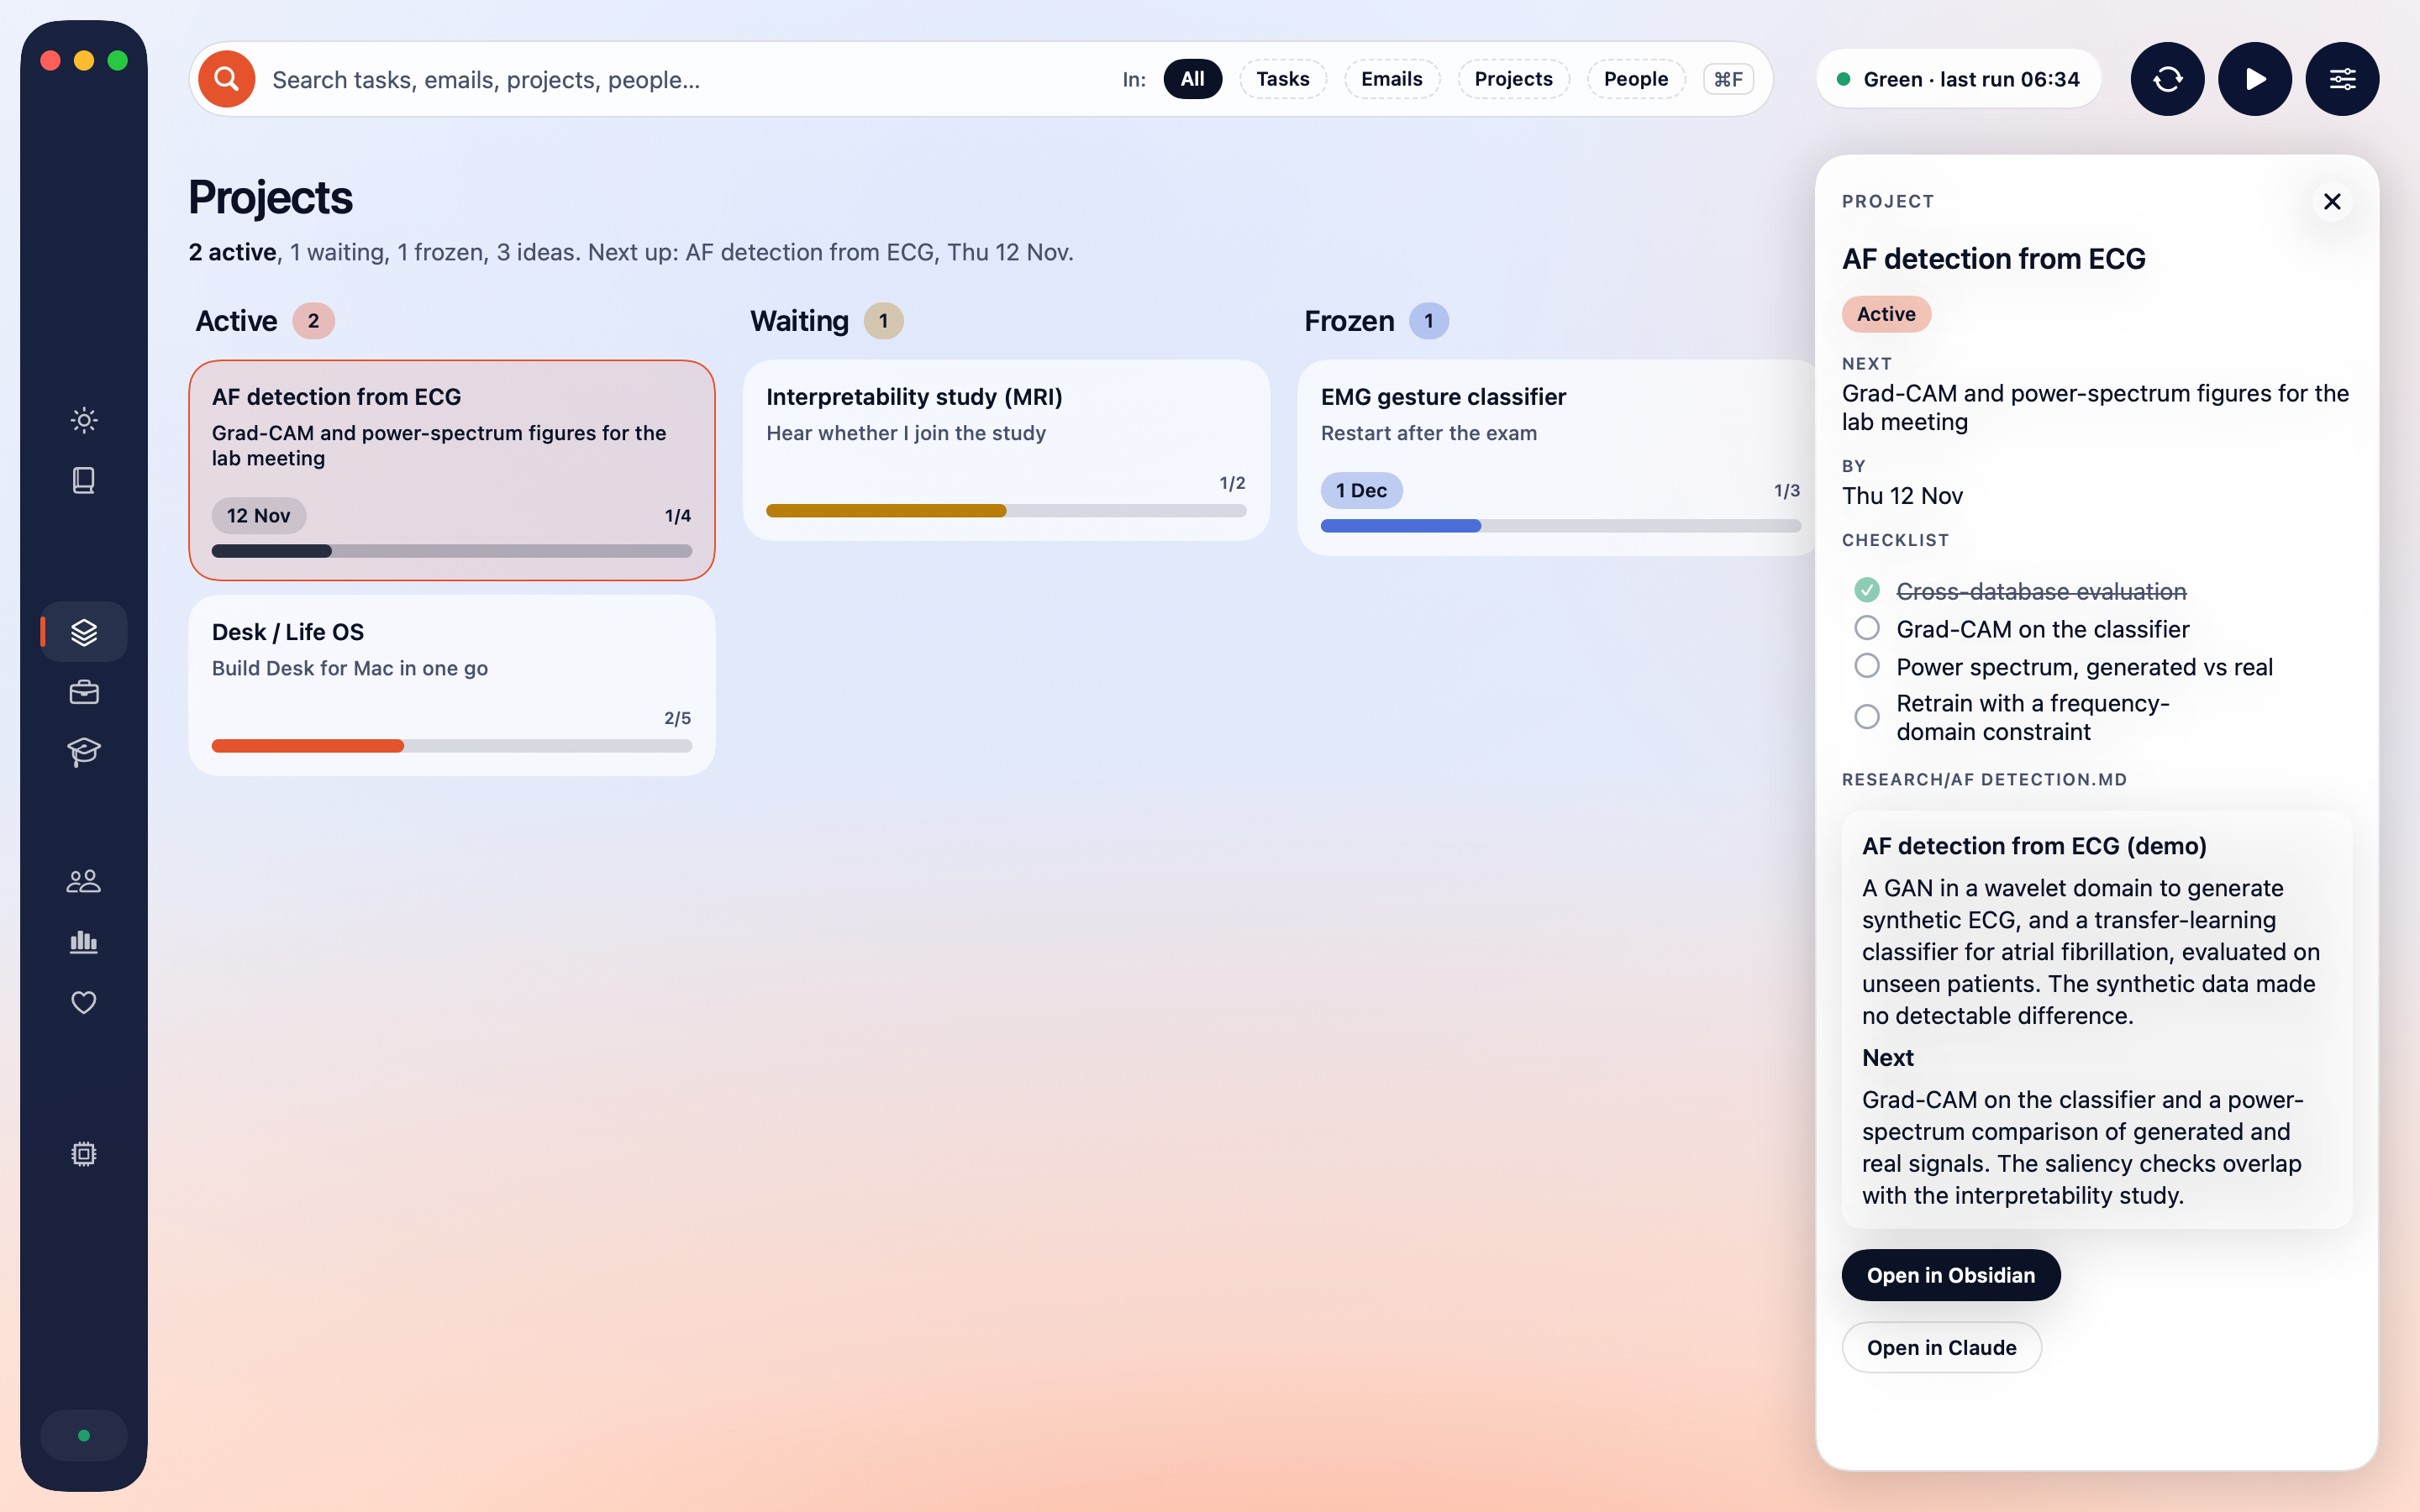 Search tasks, emails, projects, people...
In: All Tasks Emails Projects People ⌘F
Green · last run 06:34
Projects
2 active, 1 waiting, 1 frozen, 3 ideas. Next up: AF detection from ECG, Thu 12 Nov.
Active 2
AF detection from ECG
Grad-CAM and power-spectrum figures for the
lab meeting
12 Nov 1/4
Desk / Life OS
Build Desk for Mac in one go
2/5
Waiting 1
Interpretability study (MRI)
Hear whether I join the study
1/2
Frozen 1
EMG gesture classifier
Restart after the exam
1 Dec 1/3
PROJECT
AF detection from ECG
Active
NEXT
Grad-CAM and power-spectrum figures for the
lab meeting
BY
Thu 12 Nov
CHECKLIST
Cross-database evaluation
Grad-CAM on the classifier
Power spectrum, generated vs real
Retrain with a frequency-
domain constraint
RESEARCH/AF DETECTION.MD
AF detection from ECG (demo)
A GAN in a wavelet domain to generate
synthetic ECG, and a transfer-learning
classifier for atrial fibrillation, evaluated on
unseen patients. The synthetic data made
no detectable difference.
Next
Grad-CAM on the classifier and a power-
spectrum comparison of generated and
real signals. The saliency checks overlap
with the interpretability study.
Open in Obsidian
Open in Claude